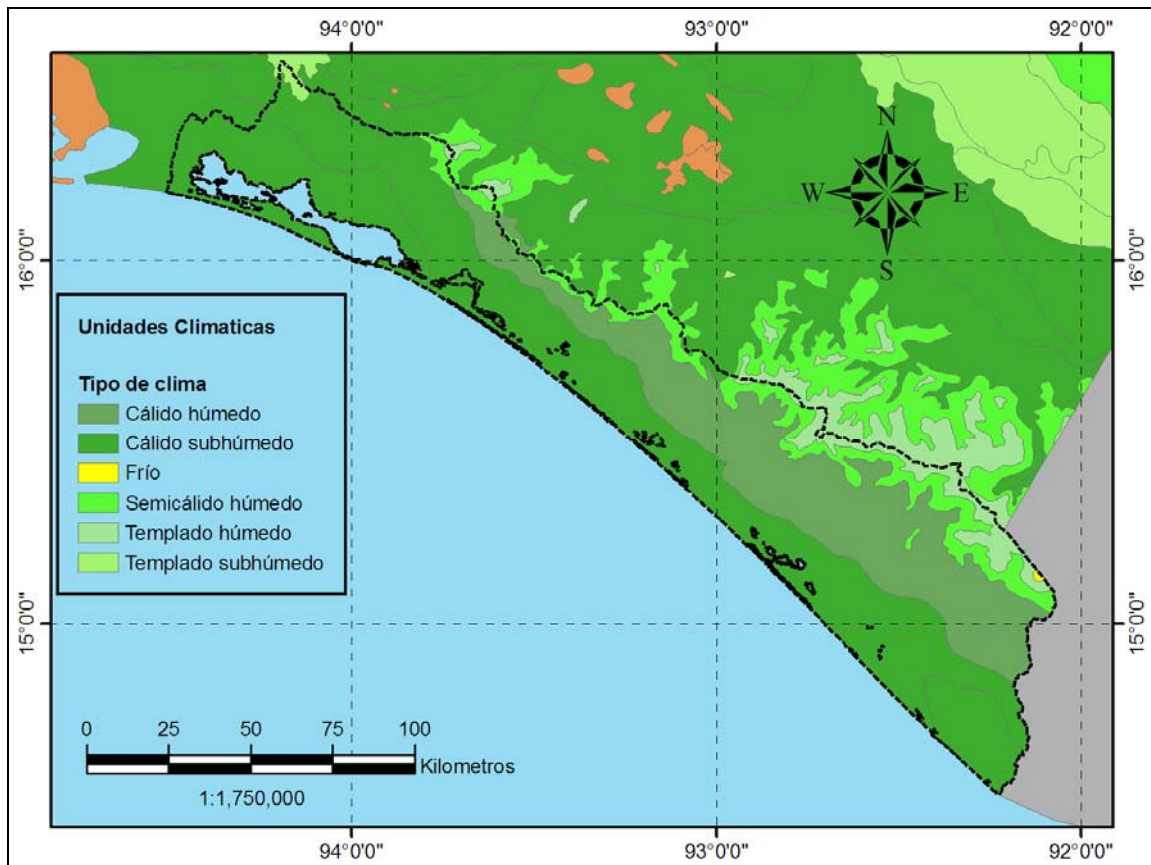 94°0'0" 93°0'0" 92°0'0"
N
W E
S
16°0'0" 16°0'0"
Unidades Climaticas
Tipo de clima
Cálido húmedo
Cálido subhúmedo
Frío
Semicálido húmedo
Templado húmedo
Templado subhúmedo
15°0'0" 15°0'0"
0 25 50 75 100
Kilometros
1:1,750,000
94°0'0" 93°0'0" 92°0'0"